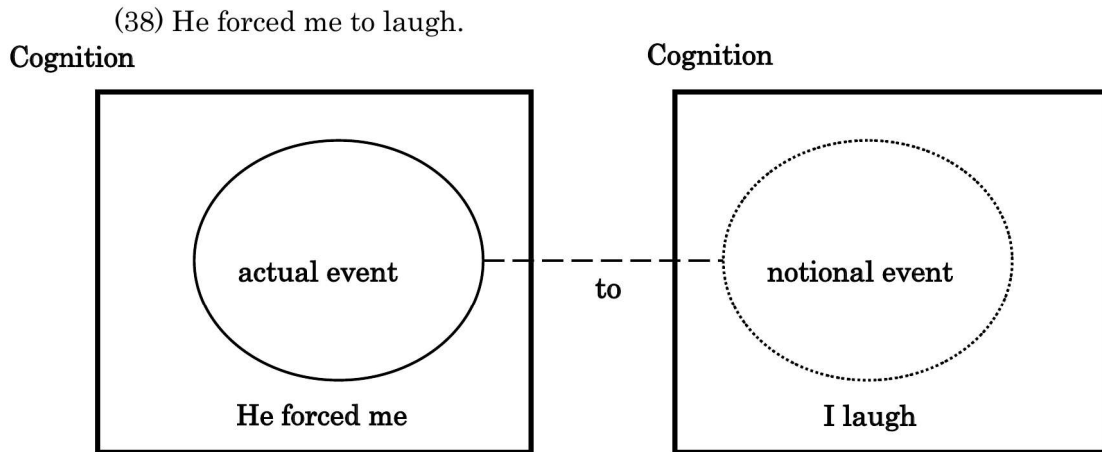 (38) He forced me to laugh.
Cognition
Cognition
actual event
to
notional event
He forced me
I laugh